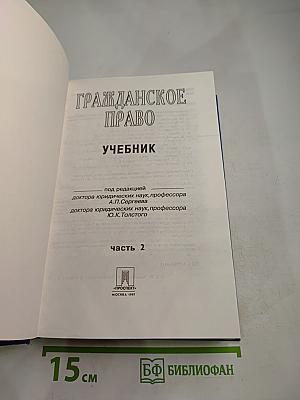 ГРАЖДАНСКОЕ
ПРАВО
УЧЕБНИК
под редакцией
доктора юридических наук, профессора
А.П.Сергеева
доктора юридических наук, профессора
Ю.К.Толстого
часть 2
•ПРОСПЕКТ•
МОСКВА 1997
15 см
БФ БИБЛИОФАН